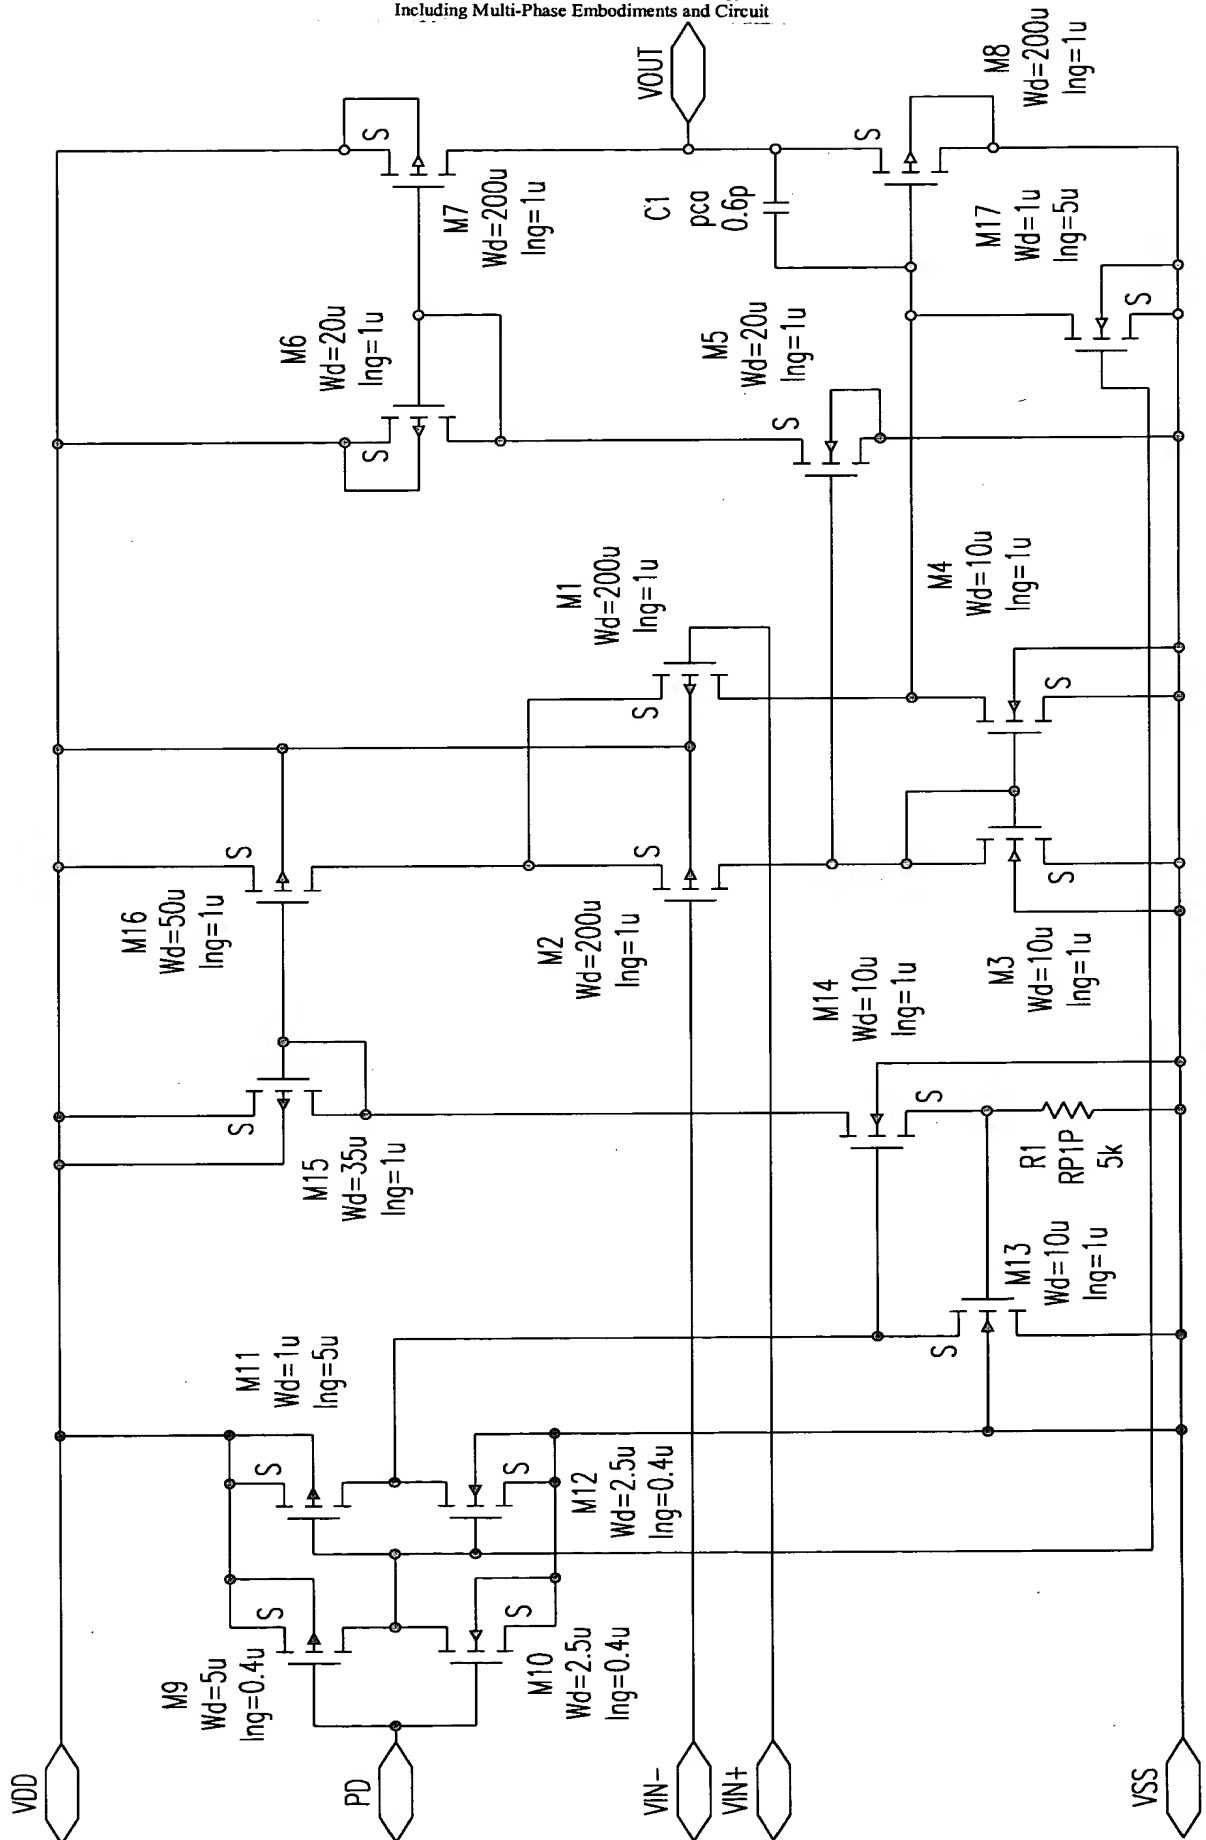 Including Multi-Phase Embodiments and Circuit
VDD
PD
VIN-
VIN+
VSS
M9
Wd=5u
lng=0.4u
M10
Wd=2.5u
lng=0.4u
S
S
M11
Wd=1u
lng=5u
S
S
M12
Wd=2.5u
lng=0.4u
M13
Wd=10u
lng=1u
S
R1
RP1P
5k
M15
Wd=35u
lng=1u
S
M14
Wd=10u
lng=1u
S
M16
Wd=50u
lng=1u
S
M2
Wd=200u
lng=1u
S
M3
Wd=10u
lng=1u
S
M1
Wd=200u
lng=1u
S
M4
Wd=10u
lng=1u
S
M6
Wd=20u
lng=1u
S
M5
Wd=20u
lng=1u
S
M7
Wd=200u
lng=1u
S
C1
pca
0.6p
M17
Wd=1u
lng=5u
S
VOUT
M8
Wd=200u
lng=1u
S